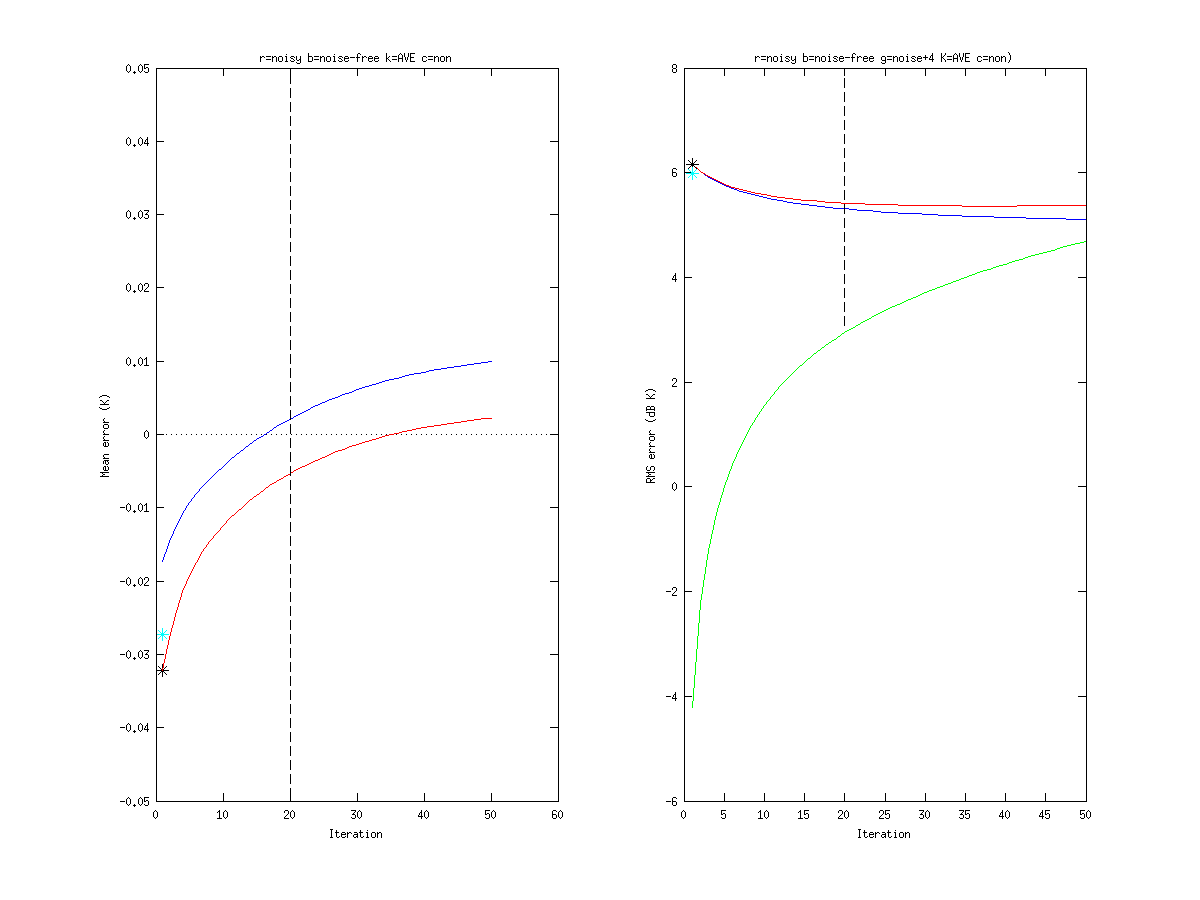 r=noisy b=noise-free k=AVE c=non
0.05
0.04
0.03
0.02
0.01
0
-0.01
-0.02
-0.03
-0.04
-0.05
Mean error (K)
0 10 20 30 40 50 60
Iteration
r=noisy b=noise-free g=noise+4 K=AVE c=non)
8
6
4
2
0
-2
-4
-6
RMS error (dB K)
0 5 10 15 20 25 30 35 40 45 50
Iteration